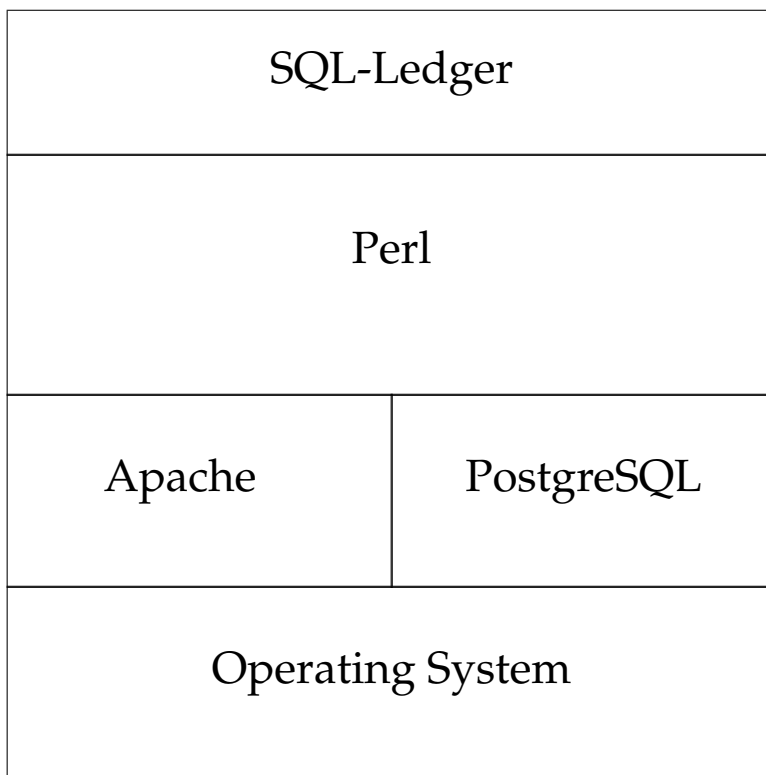 SQL-Ledger
Perl
Apache
PostgreSQL
Operating System